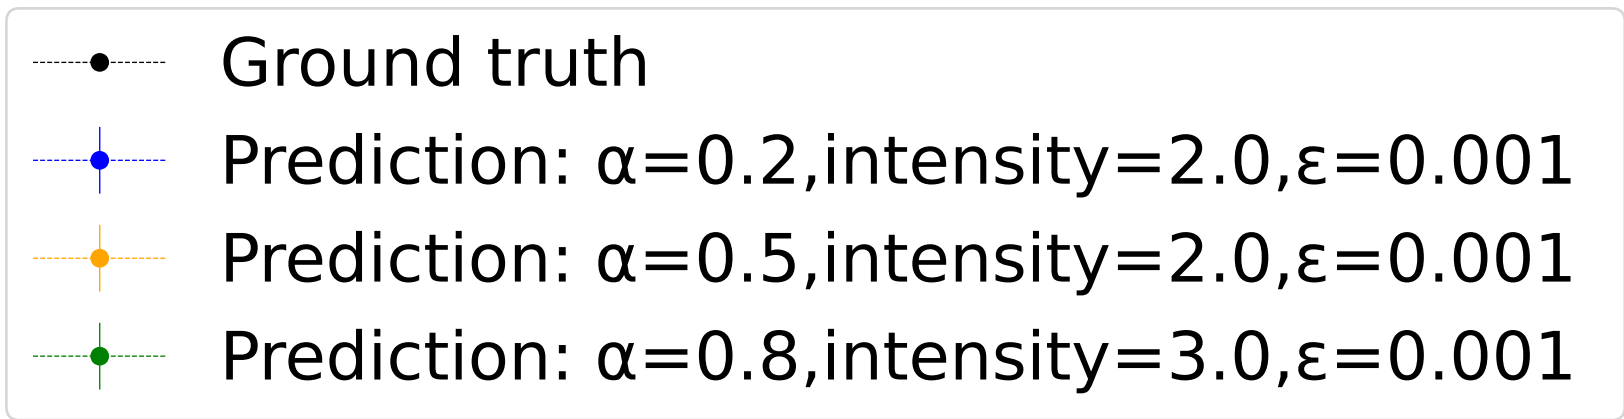 Ground truth
Prediction: α=0.2,intensity=2.0,ε=0.001
Prediction: α=0.5,intensity=2.0,ε=0.001
Prediction: α=0.8,intensity=3.0,ε=0.001